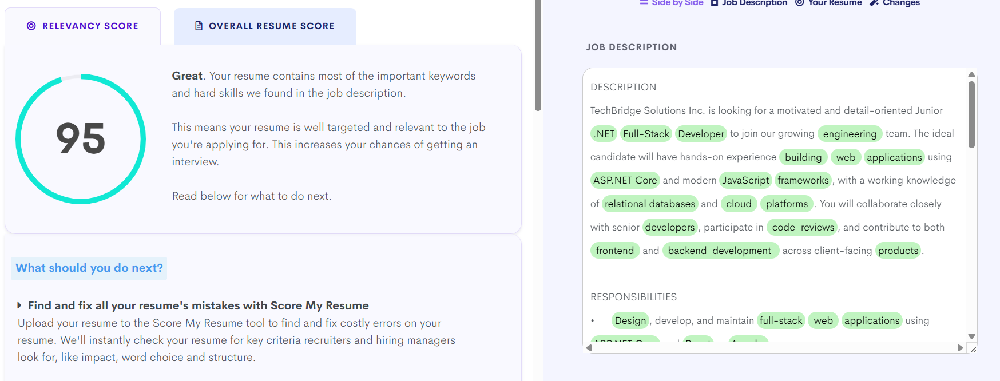 RELEVANCY SCORE
OVERALL RESUME SCORE
95
Great. Your resume contains most of the important keywords
and hard skills we found in the job description.
This means your resume is well targeted and relevant to the job
you're applying for. This increases your chances of getting an
interview.
Read below for what to do next.
What should you do next?
Find and fix all your resume's mistakes with Score My Resume
Upload your resume to the Score My Resume tool to find and fix costly errors on your
resume. We'll instantly check your resume for key criteria recruiters and hiring managers
look for, like impact, word choice and structure.
Side by Side Job Description Your Resume Changes
JOB DESCRIPTION
DESCRIPTION
TechBridge Solutions Inc. is looking for a motivated and detail-oriented Junior
.NET Full-Stack Developer to join our growing engineering team. The ideal
candidate will have hands-on experience building web applications using
ASP.NET Core and modern JavaScript frameworks, with a working knowledge
of relational databases and cloud platforms. You will collaborate closely
with senior developers, participate in code reviews, and contribute to both
frontend and backend development across client-facing products.
RESPONSIBILITIES
• Design, develop, and maintain full-stack web applications using
ASP.NET Core